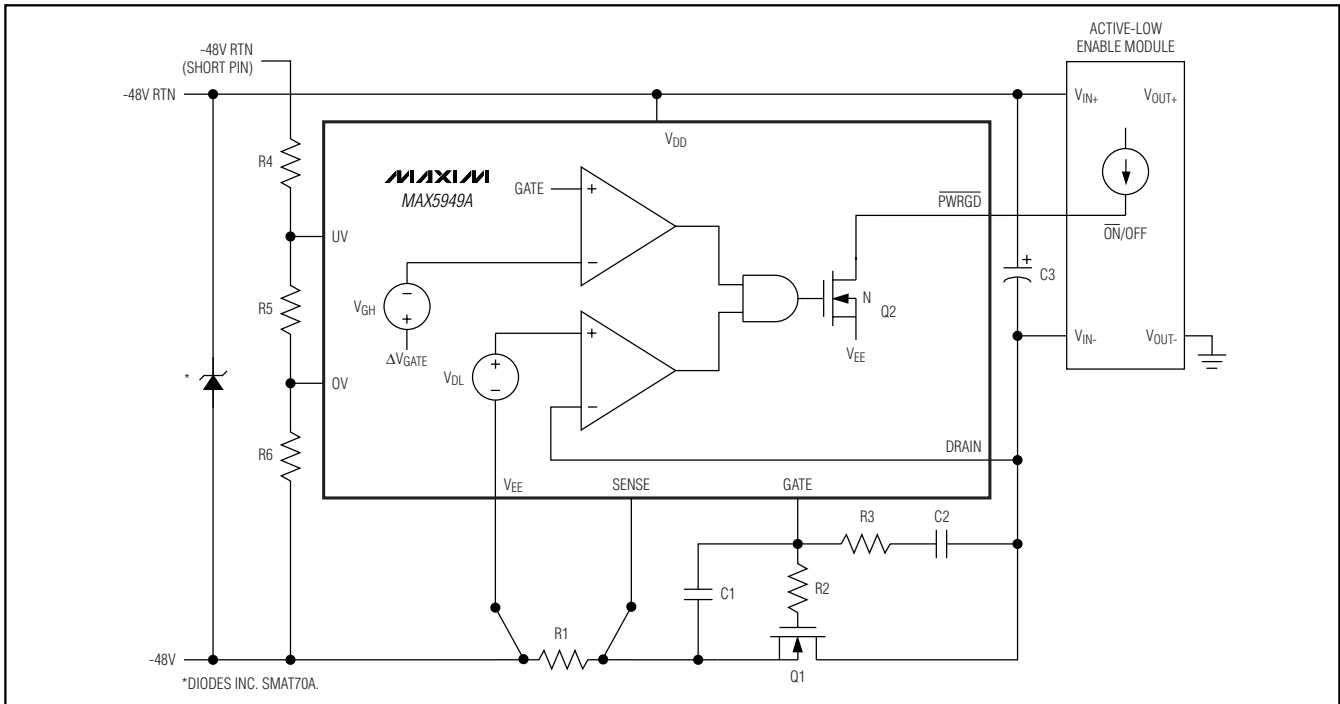 ACTIVE-LOW
ENABLE MODULE
-48V RTN
(SHORT PIN)
-48V RTN
VIN+
VOUT+
VDD
R4
MAXIM
MAX5949A
GATE
+
−
PWRGD
ON/OFF
UV
+
C3
R5
VGH
−
+
N
Q2
ΔVGATE
VEE
VIN-
VOUT-
+
−
VDL
+
−
*
OV
R6
DRAIN
VEE
SENSE
GATE
R3
C2
C1
R2
R1
-48V
Q1
*DIODES INC. SMAT70A.